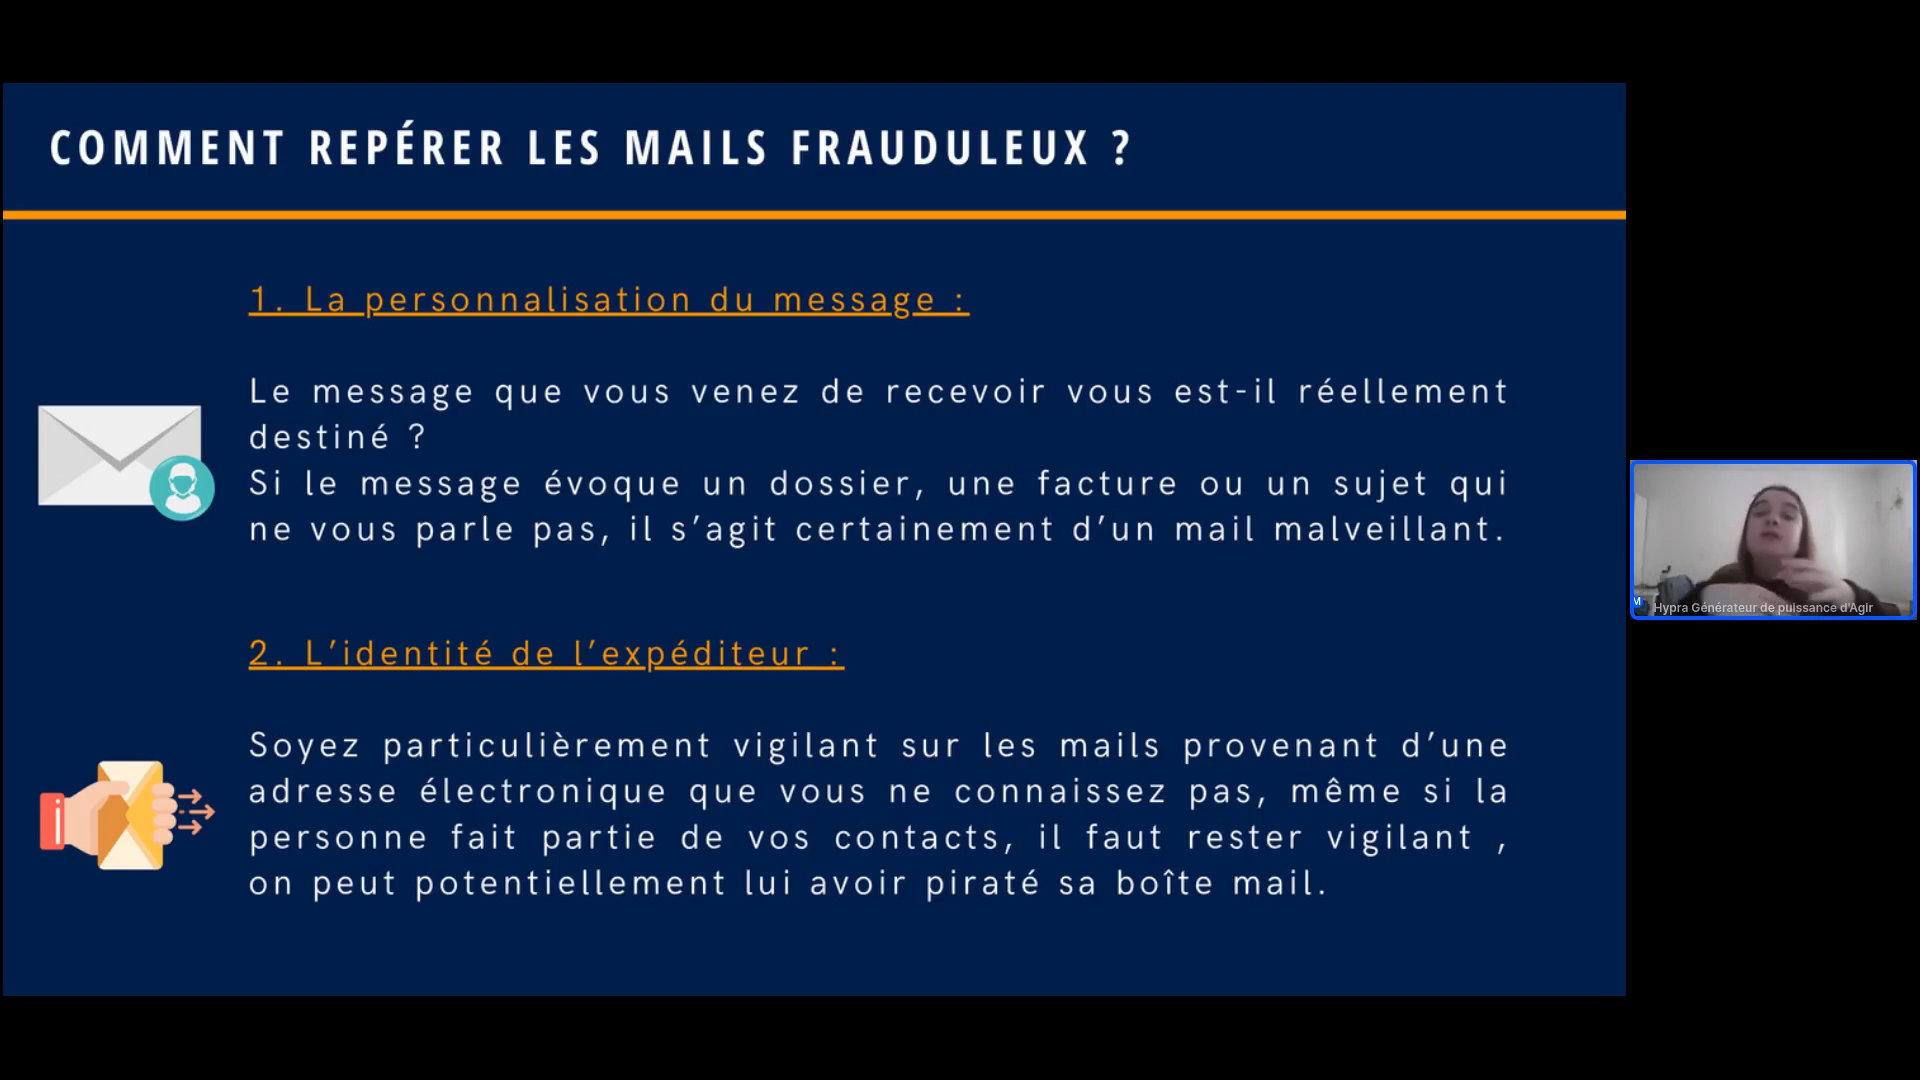 COMMENT REPÉRER LES MAILS FRAUDULEUX ?
1. La personnalisation du message :
Le message que vous venez de recevoir vous est-il réellement
destiné ?
Si le message évoque un dossier, une facture ou un sujet qui
ne vous parle pas, il s’agit certainement d’un mail malveillant.
2. L’identité de l’expéditeur :
Soyez particulièrement vigilant sur les mails provenant d’une
adresse électronique que vous ne connaissez pas, même si la
personne fait partie de vos contacts, il faut rester vigilant ,
on peut potentiellement lui avoir piraté sa boîte mail.
M
Hypra Générateur de puissance d'Agir